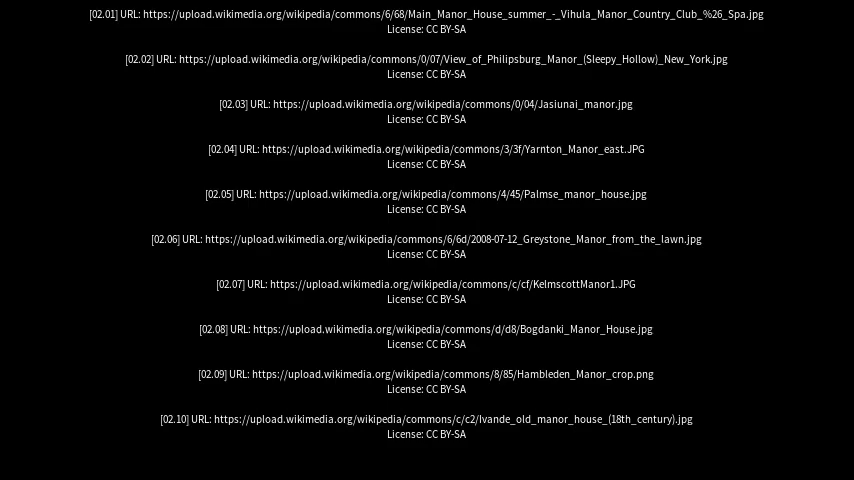 [02.01] URL: https://upload.wikimedia.org/wikipedia/commons/6/68/Main_Manor_House_summer_-_Vihula_Manor_Country_Club_%26_Spa.jpg
License: CC BY-SA
[02.02] URL: https://upload.wikimedia.org/wikipedia/commons/0/07/View_of_Philipsburg_Manor_(Sleepy_Hollow)_New_York.jpg
License: CC BY-SA
[02.03] URL: https://upload.wikimedia.org/wikipedia/commons/0/04/Jasiunai_manor.jpg
License: CC BY-SA
[02.04] URL: https://upload.wikimedia.org/wikipedia/commons/3/3f/Yarnton_Manor_east.JPG
License: CC BY-SA
[02.05] URL: https://upload.wikimedia.org/wikipedia/commons/4/45/Palmse_manor_house.jpg
License: CC BY-SA
[02.06] URL: https://upload.wikimedia.org/wikipedia/commons/6/6d/2008-07-12_Greystone_Manor_from_the_lawn.jpg
License: CC BY-SA
[02.07] URL: https://upload.wikimedia.org/wikipedia/commons/c/cf/KelmscottManor1.JPG
License: CC BY-SA
[02.08] URL: https://upload.wikimedia.org/wikipedia/commons/d/d8/Bogdanki_Manor_House.jpg
License: CC BY-SA
[02.09] URL: https://upload.wikimedia.org/wikipedia/commons/8/85/Hambleden_Manor_crop.png
License: CC BY-SA
[02.10] URL: https://upload.wikimedia.org/wikipedia/commons/c/c2/Ivande_old_manor_house_(18th_century).jpg
License: CC BY-SA